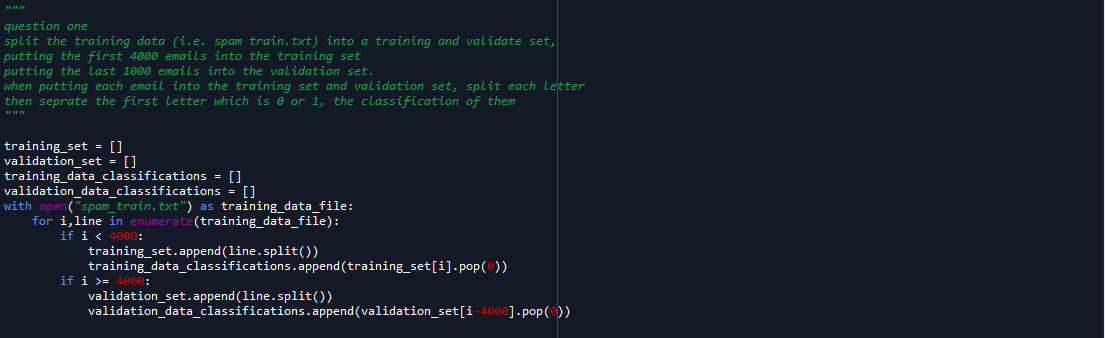 """
question one
split the training data (i.e. spam train.txt) into a training and validate set,
putting the first 4000 emails into the training set
putting the last 1000 emails into the validation set.
when putting each email into the training set and validation set, split each letter
then seprate the first letter which is 0 or 1, the classification of them
"""

training_set = []
validation_set = []
training_data_classifications = []
validation_data_classifications = []
with open("spam_train.txt") as training_data_file:
    for i,line in enumerate(training_data_file):
        if i < 4000:
            training_set.append(line.split())
            training_data_classifications.append(training_set[i].pop(0))
        if i >= 4000:
            validation_set.append(line.split())
            validation_data_classifications.append(validation_set[i-4000].pop(0))